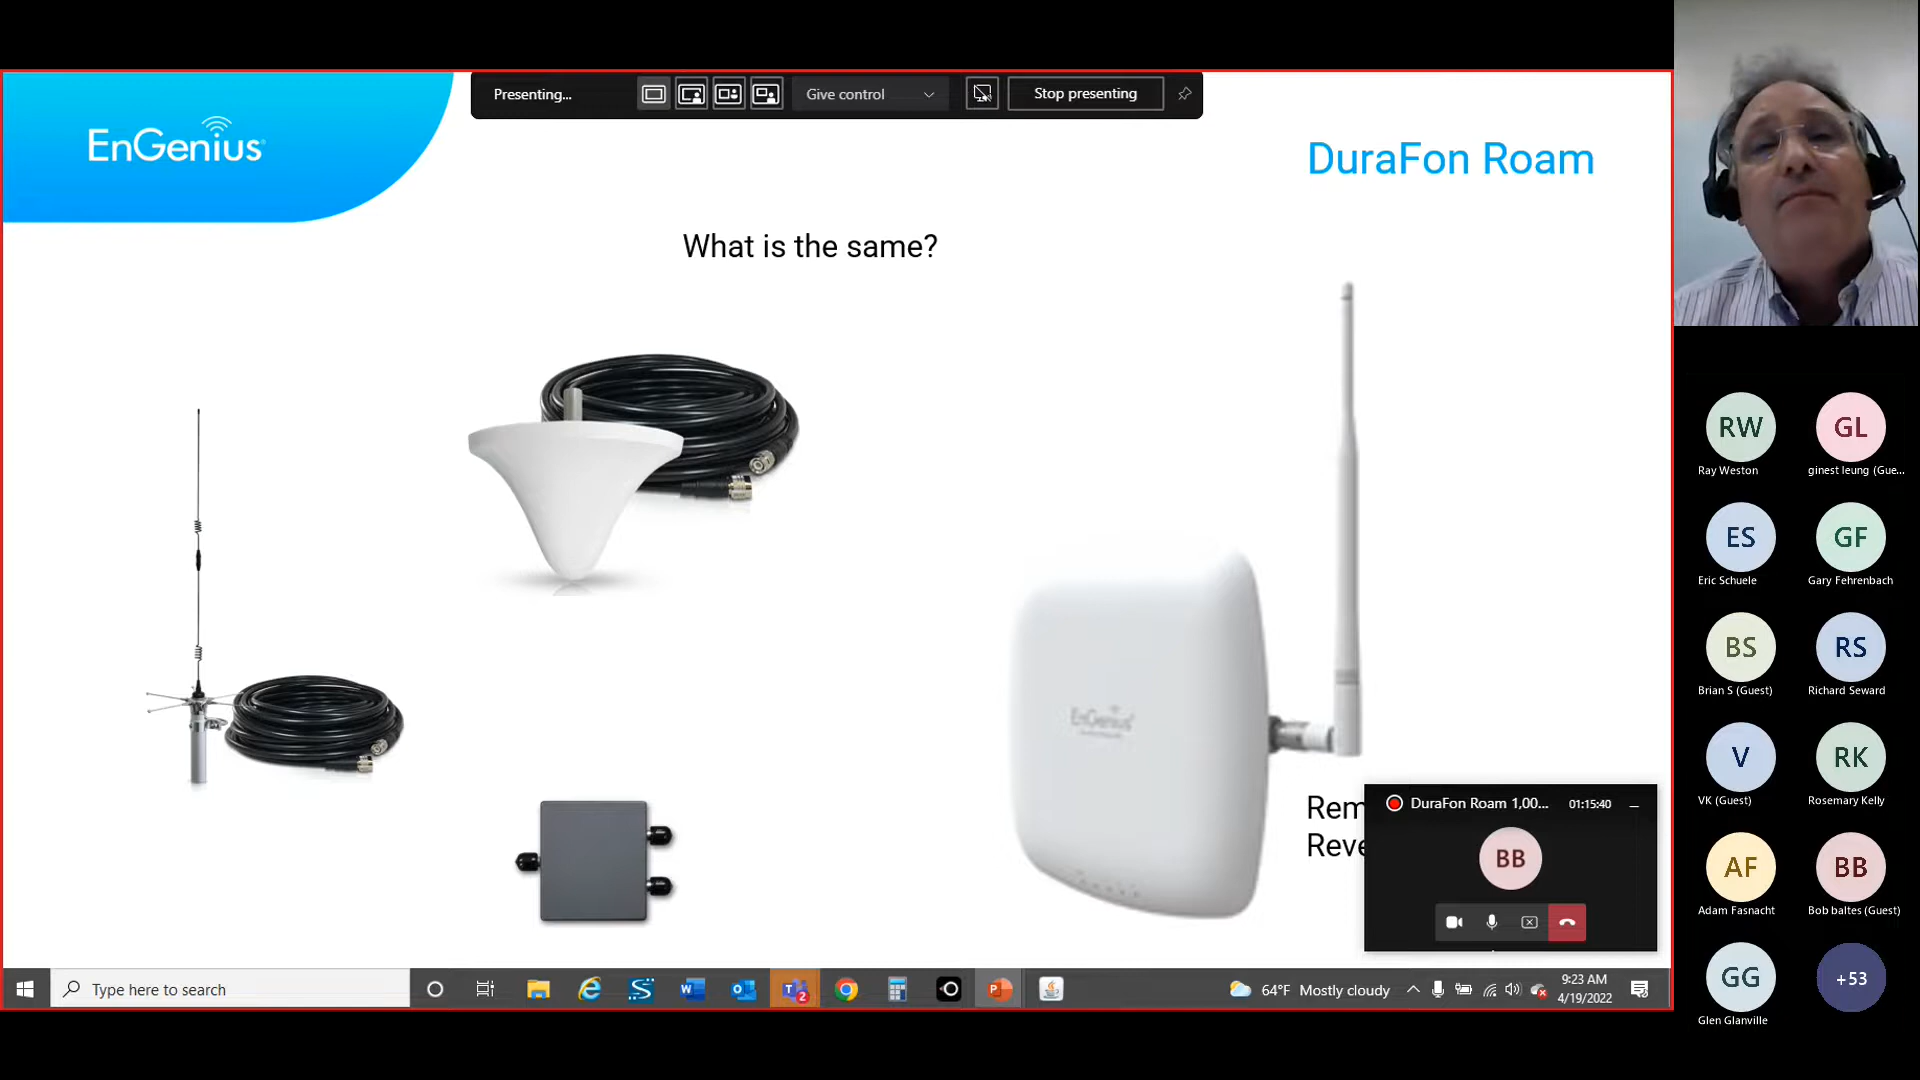 Presenting...
Give control
Stop presenting
EnGenius
DuraFon Roam
What is the same?
EnGenius
Rem
Reve
DuraFon Roam 1,00...
01:15:40
BB
RW
GL
Ray Weston
ginest leung (Gue...
ES
GF
Eric Schuele
Gary Fehrenbach
BS
RS
Brian S (Guest)
Richard Seward
V
RK
VK (Guest)
Rosemary Kelly
AF
BB
Adam Fasnacht
Bob baltes (Guest)
GG
+53
Glen Glanville
Type here to search
2
64°F Mostly cloudy
9:23 AM
4/19/2022